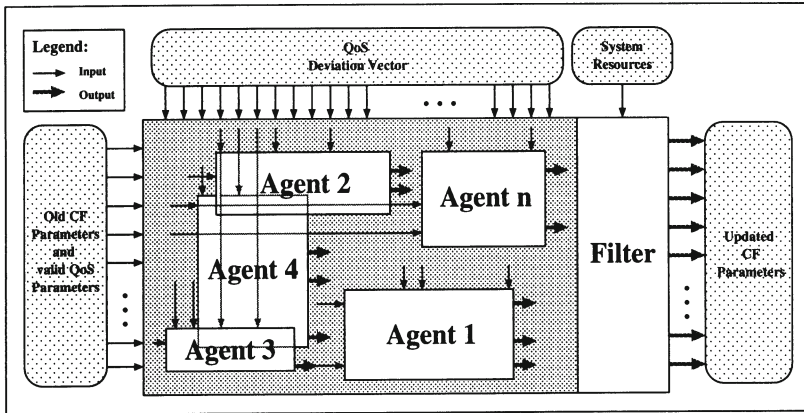 Legend:
Input
Output
QoS
Deviation Vector
System
Resources
Old CF
Parameters
and
valid QoS
Parameters
Agent 2
Agent n
Agent 4
Agent 3
Agent 1
Filter
Updated
CF
Parameters